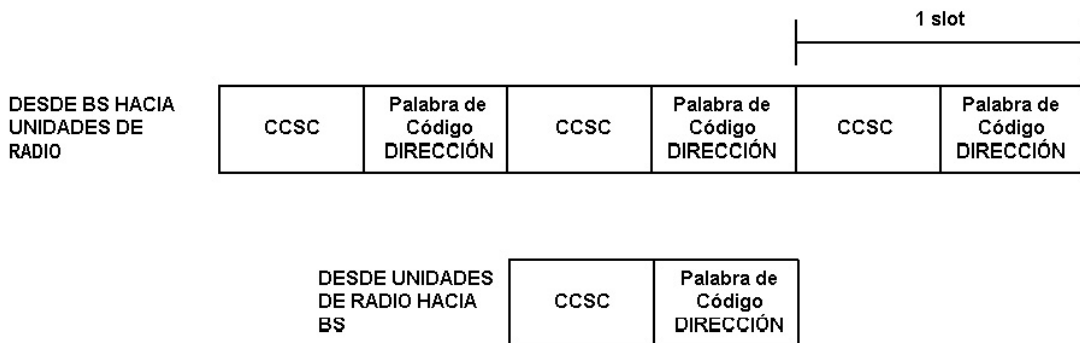 1 slot
DESDE BS HACIA
UNIDADES DE
RADIO
CCSC
Palabra de
Código
DIRECCIÓN
CCSC
Palabra de
Código
DIRECCIÓN
CCSC
Palabra de
Código
DIRECCIÓN
DESDE UNIDADES
DE RADIO HACIA
BS
CCSC
Palabra de
Código
DIRECCIÓN